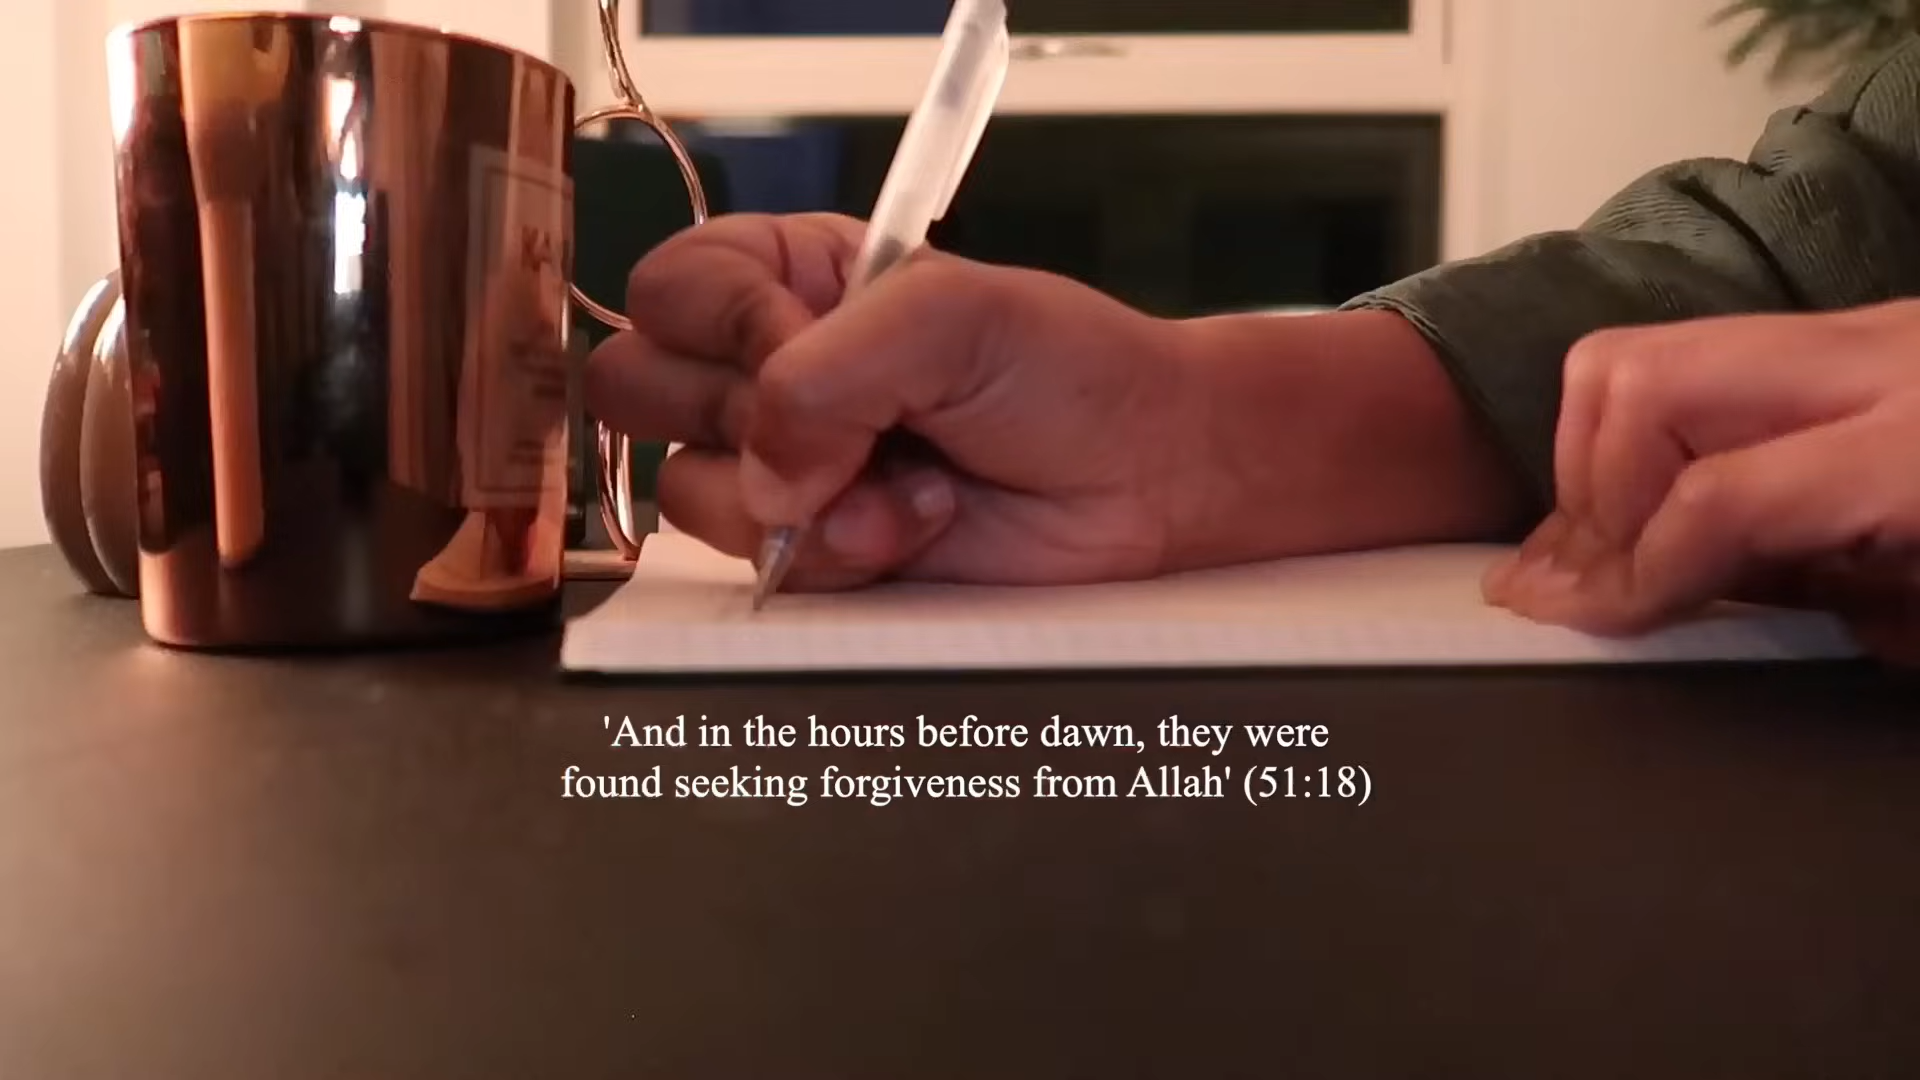 'And in the hours before dawn, they were
found seeking forgiveness from Allah' (51:18)